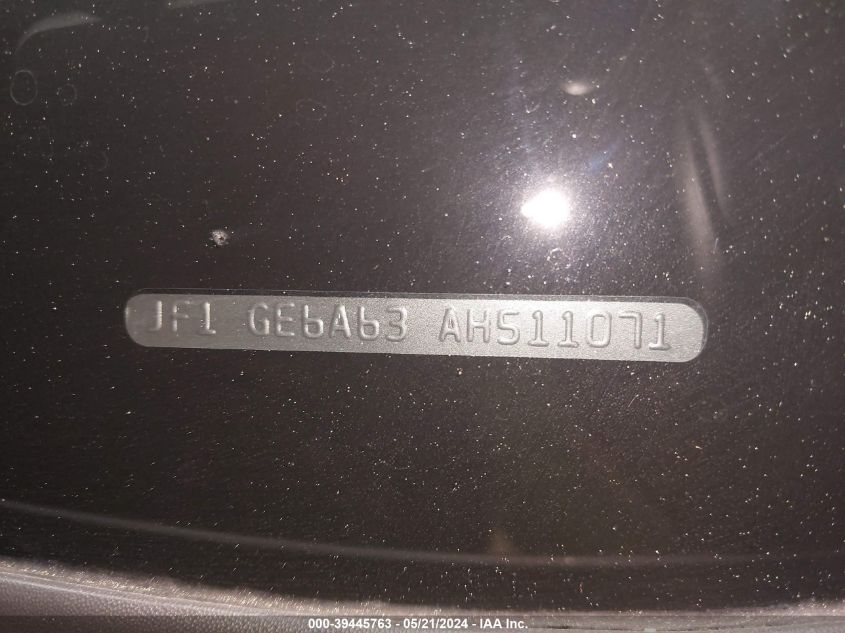 JF1 GE6A63 AH511071
000-39445763 - 05/21/2024 - IAA Inc.